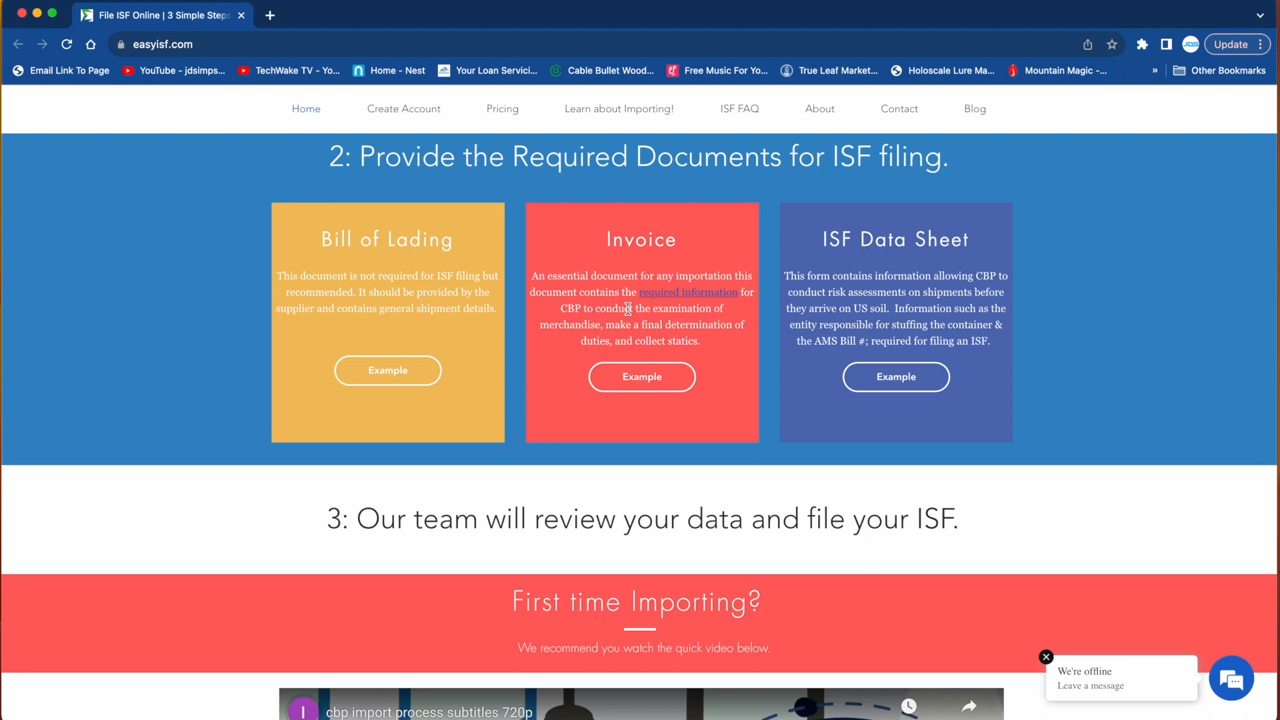 File ISF Online | 3 Simple Steps
easyisf.com
Update
Email Link To Page
YouTube - jdsimps...
TechWake TV - Yo...
Home - Nest
Your Loan Servici...
Cable Bullet Wood...
Free Music For Yo...
True Leaf Market...
Holoscale Lure Ma...
Mountain Magic -...
»
Other Bookmarks
Home
Create Account
Pricing
Learn about Importing!
ISF FAQ
About
Contact
Blog
2: Provide the Required Documents for ISF filing.
Bill of Lading
This document is not required for ISF filing but
recommended. It should be provided by the
supplier and contains general shipment details.
Example
Invoice
An essential document for any importation this
document contains the required information for
CBP to conduct the examination of
merchandise, make a final determination of
duties, and collect statics.
Example
ISF Data Sheet
This form contains information allowing CBP to
conduct risk assessments on shipments before
they arrive on US soil. Information such as the
entity responsible for stuffing the container &
the AMS Bill #; required for filing an ISF.
Example
3: Our team will review your data and file your ISF.
First time Importing?
We recommend you watch the quick video below.
We're offline
Leave a message
I
cbp import process subtitles 720p